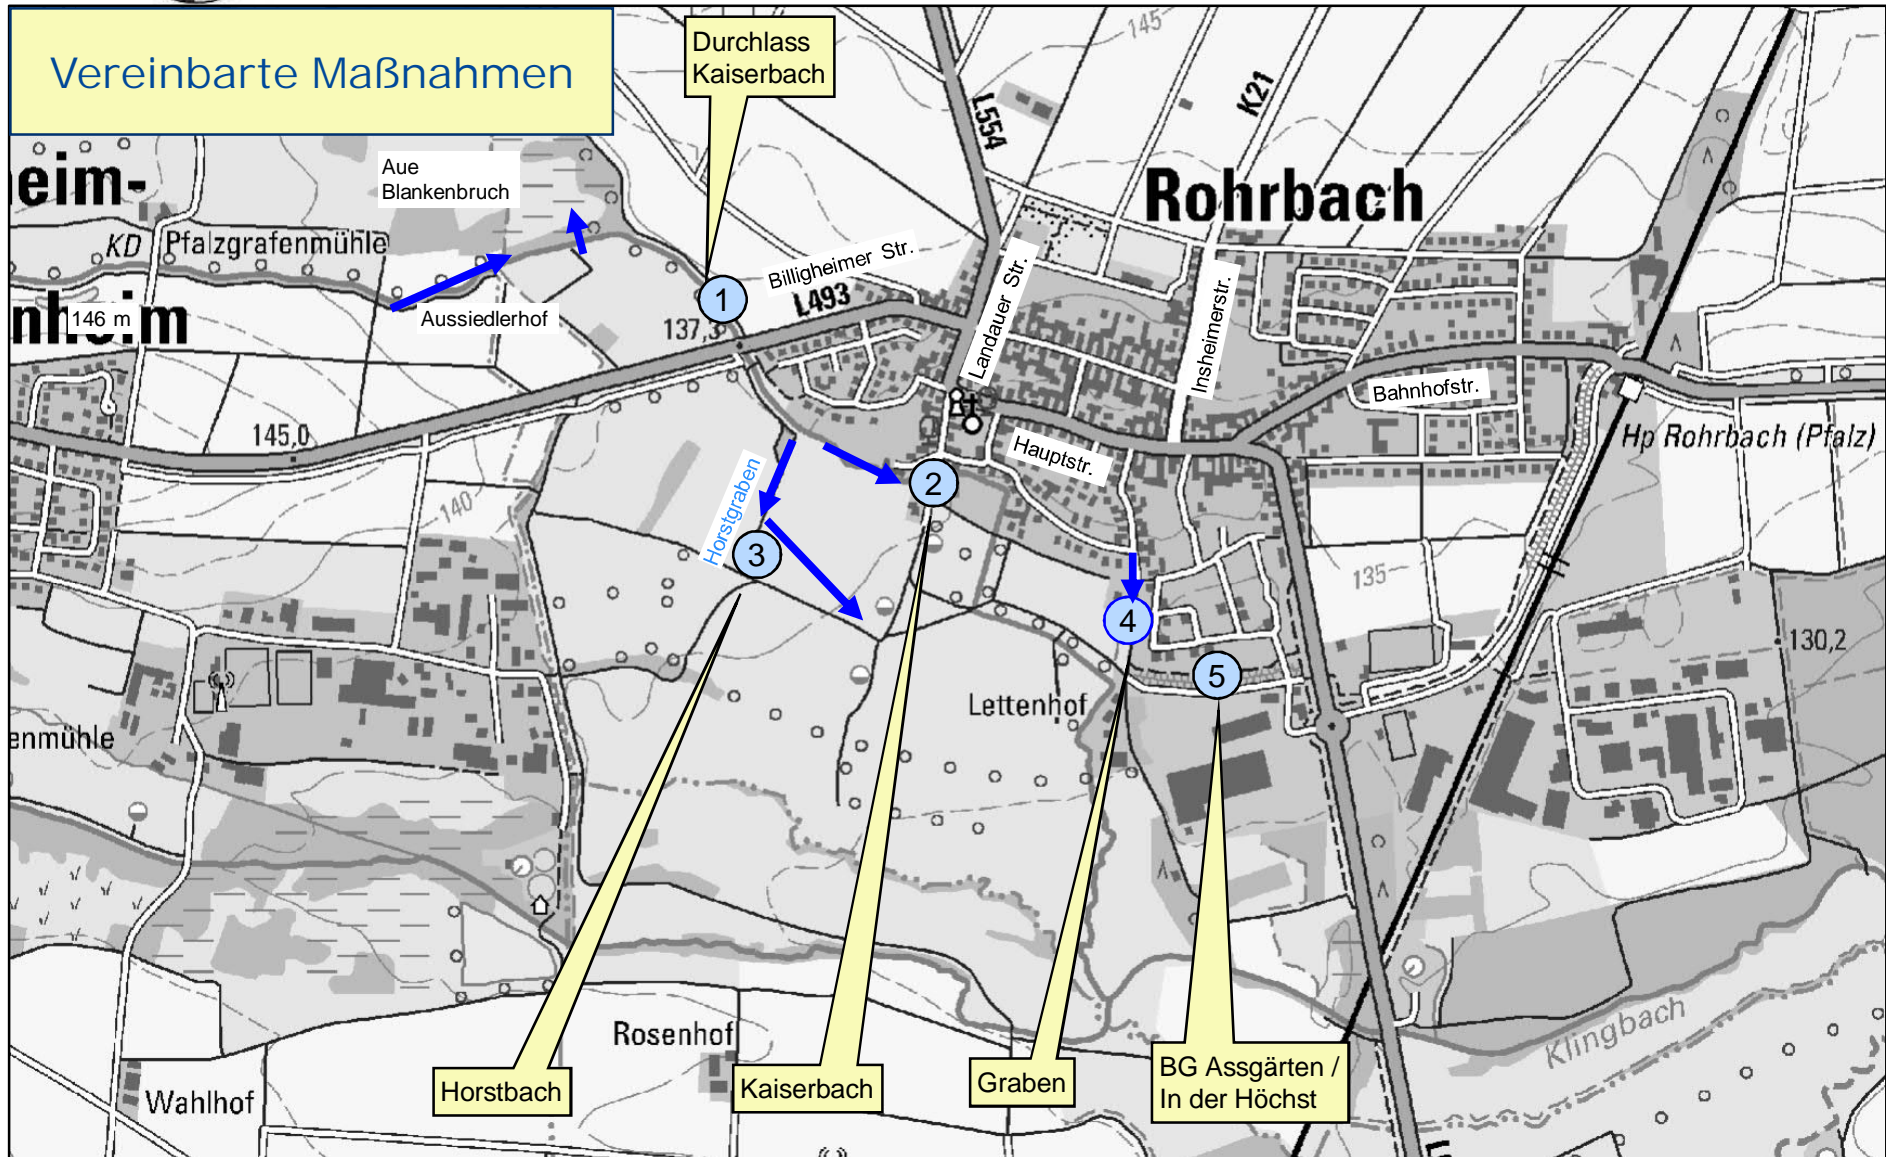 Vereinbarte Maßnahmen
Durchlass
Kaiserbach
145
L554
K21
Rohrbach
heim-
Aue
Blankenbruch
KD
Pfalzgrafenmühle
146 m
nheim
Aussiedlerhof
1
137,3
Billigheimer Str.
L493
Landauer Str.
Insheimerstr.
Bahnhofstr.
Hp Rohrbach (Pfalz)
145,0
140
Hauptstr.
Horstgraben
2
3
135
4
5
130,2
Lettenhof
enmühle
Rosenhof
Wahlhof
Klingbach
Horstbach
Kaiserbach
Graben
BG Assgärten /
In der Höchst